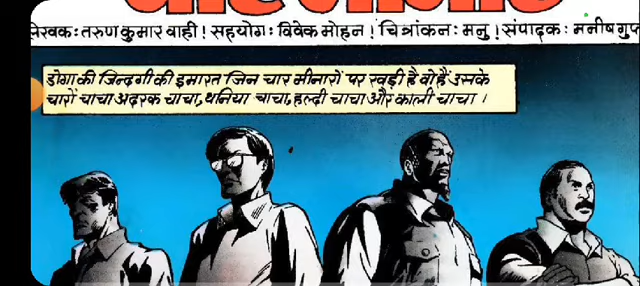 लेखक: तरुण कुमार वाही ! सहयोग: विवेक मोहन ! चित्रांकन: मनु ! संपादक: मनीष गुप्त
डोगा की जिन्दगी की इमारत जिन चार मीनारों पर खड़ी है वो हैं उसके
चारों चाचा अदरक चाचा, धनिया चाचा, हल्दी चाचा और काली चाचा ।